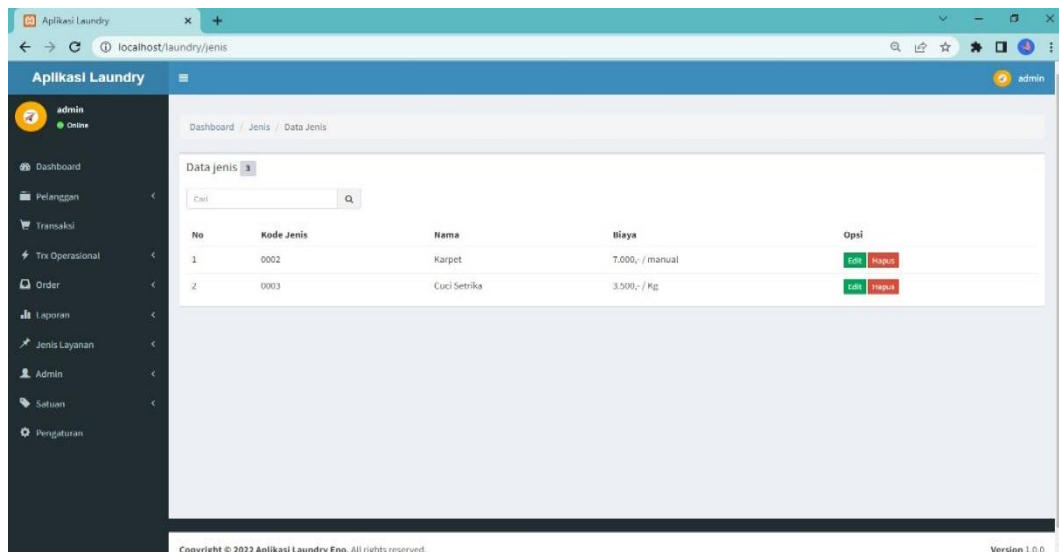 Aplikasi Laundry
localhost/laundry/jenis
Aplikasi Laundry
admin
admin
Online
Dashboard / Jenis / Data Jenis
Dashboard
Pelanggan
Transaksi
Trx Operasional
Order
Laporan
Jenis Layanan
Admin
Satuan
Pengaturan
Data jenis 3
Cari
No Kode Jenis Nama Biaya Opsi
1 0002 Karpet 7.000,- / manual Edit Hapus
2 0003 Cuci Setrika 3.500,- / Kg Edit Hapus
Copyright © 2022 Aplikasi Laundry Eno. All rights reserved.
Version 1.0.0